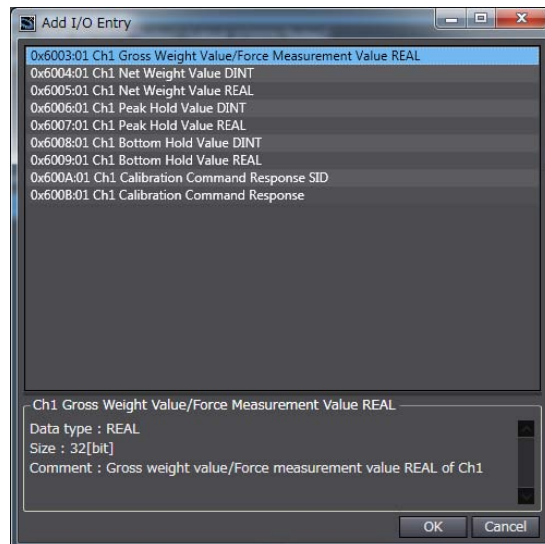 Add I/O Entry
0x6003:01 Ch1 Gross Weight Value/Force Measurement Value REAL
0x6004:01 Ch1 Net Weight Value DINT
0x6005:01 Ch1 Net Weight Value REAL
0x6006:01 Ch1 Peak Hold Value DINT
0x6007:01 Ch1 Peak Hold Value REAL
0x6008:01 Ch1 Bottom Hold Value DINT
0x6009:01 Ch1 Bottom Hold Value REAL
0x600A:01 Ch1 Calibration Command Response SID
0x600B:01 Ch1 Calibration Command Response
Ch1 Gross Weight Value/Force Measurement Value REAL
Data type : REAL
Size : 32[bit]
Comment : Gross weight value/Force measurement value REAL of Ch1
OK Cancel